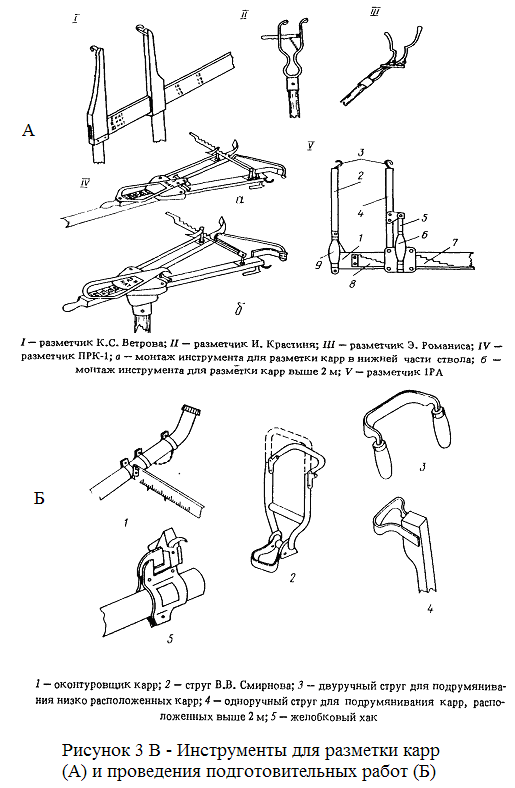 I
II
III
А
IV
а
V
3
2
4
5
6
1
7
9
8
б
I — разметчик К.С. Ветрова; II — разметчик И. Крастиня; III — разметчик Э. Романиса; IV —
разметчик ПРК-1; а — монтаж инструмента для разметки карр в нижней части ствола; б —
монтаж инструмента для разметки карр выше 2 м; V — разметчик 1РА
Б
1
2
3
4
5
1 — оконтуровщик карр; 2 — струг В.В. Смирнова; 3 — двуручный струг для подрумянива-
ния низко расположенных карр; 4 — одноручный струг для подрумянивания карр, распо-
ложенных выше 2 м; 5 — желобковый хак
Рисунок 3 В - Инструменты для разметки карр
(А) и проведения подготовительных работ (Б)